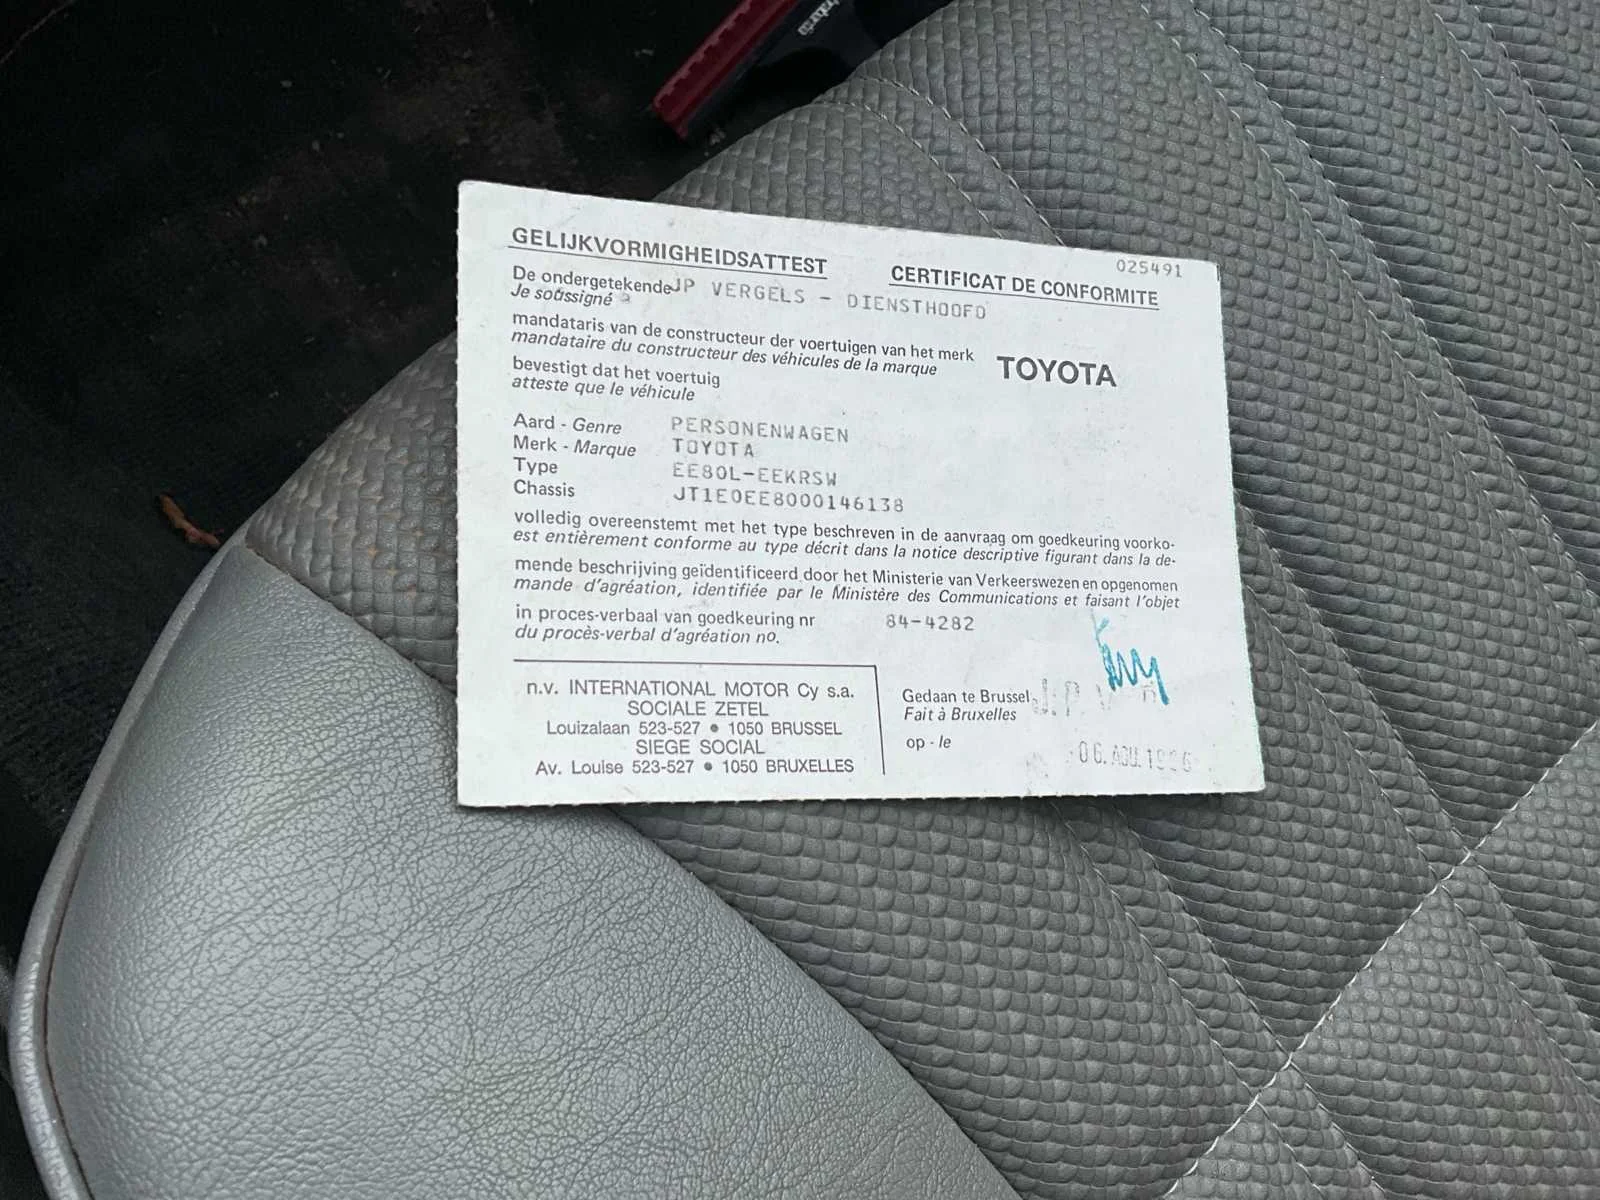 GELIJKVORMIGHEIDSATTEST
CERTIFICAT DE CONFORMITE
025491
De ondergetekende JP VERGELS - DIENSTHOOFD
Je soussigné
mandataris van de constructeur der voertuigen van het merk
mandataire du constructeur des véhicules de la marque
TOYOTA
bevestigt dat het voertuig
atteste que le véhicule
Aard - Genre PERSONENWAGEN
Merk - Marque TOYOTA
Type EE80L-EEKRSW
Chassis JT1E0EE8000146138
volledig overeenstemt met het type beschreven in de aanvraag om goedkeuring voorko-
est entièrement conforme au type décrit dans la notice descriptive figurant dans la de-
mende beschrijving geïdentificeerd door het Ministerie van Verkeerswezen en opgenomen
mande d'agréation, identifiée par le Ministère des Communications et faisant l'objet
in proces-verbaal van goedkeuring nr 84-4282
du procès-verbal d'agréation no.
n.v. INTERNATIONAL MOTOR Cy s.a.
SOCIALE ZETEL
Louizalaan 523-527 • 1050 BRUSSEL
SIEGE SOCIAL
Av. Louise 523-527 • 1050 BRUXELLES
Gedaan te Brussel,
Fait à Bruxelles
J.P. V
op - le
06. AOU. 1986